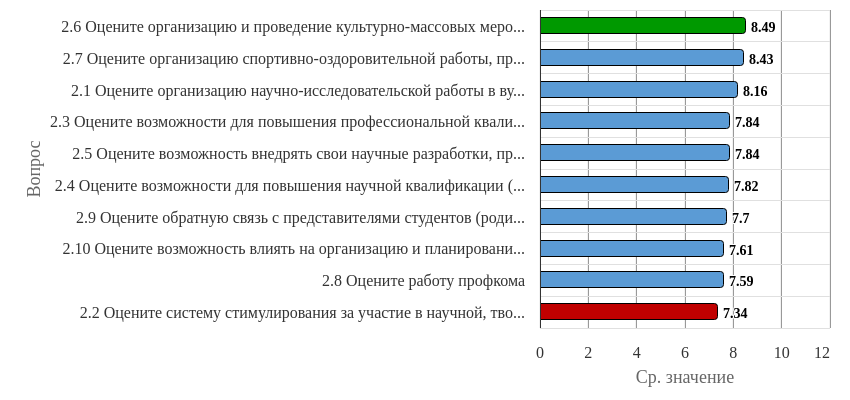 2.6 Оцените организацию и проведение культурно-массовых меро... 8.49
2.7 Оцените организацию спортивно-оздоровительной работы, пр... 8.43
2.1 Оцените организацию научно-исследовательской работы в ву... 8.16
2.3 Оцените возможности для повышения профессиональной квали... 7.84
2.5 Оцените возможность внедрять свои научные разработки, пр... 7.84
2.4 Оцените возможности для повышения научной квалификации (... 7.82
2.9 Оцените обратную связь с представителями студентов (роди... 7.7
2.10 Оцените возможность влиять на организацию и планировани... 7.61
2.8 Оцените работу профкома 7.59
2.2 Оцените систему стимулирования за участие в научной, тво... 7.34
Вопрос
0 2 4 6 8 10 12
Ср. значение